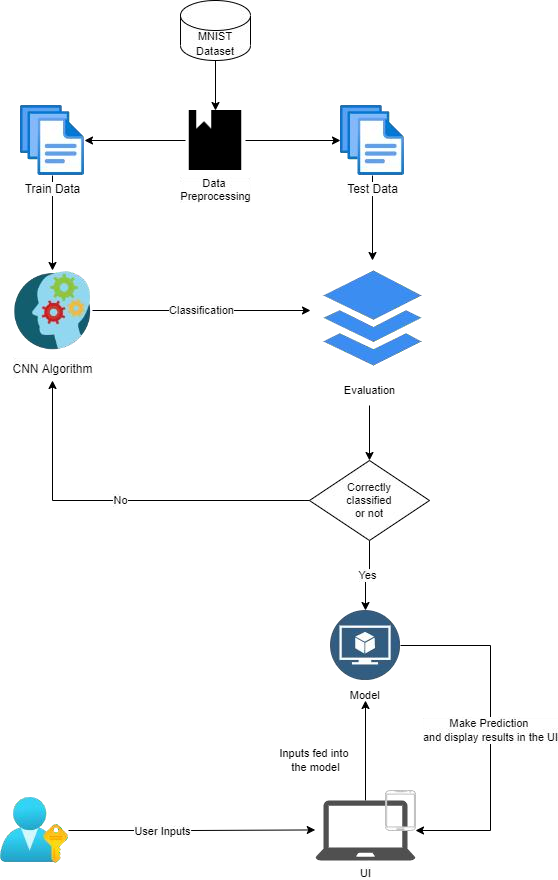 MNIST
Dataset
Train Data
Data
Preprocessing
Test Data
Classification
CNN Algorithm
Evaluation
Correctly
classified
or not
No
Yes
Model
Make Prediction
and display results in the UI
Inputs fed into
the model
User Inputs
UI